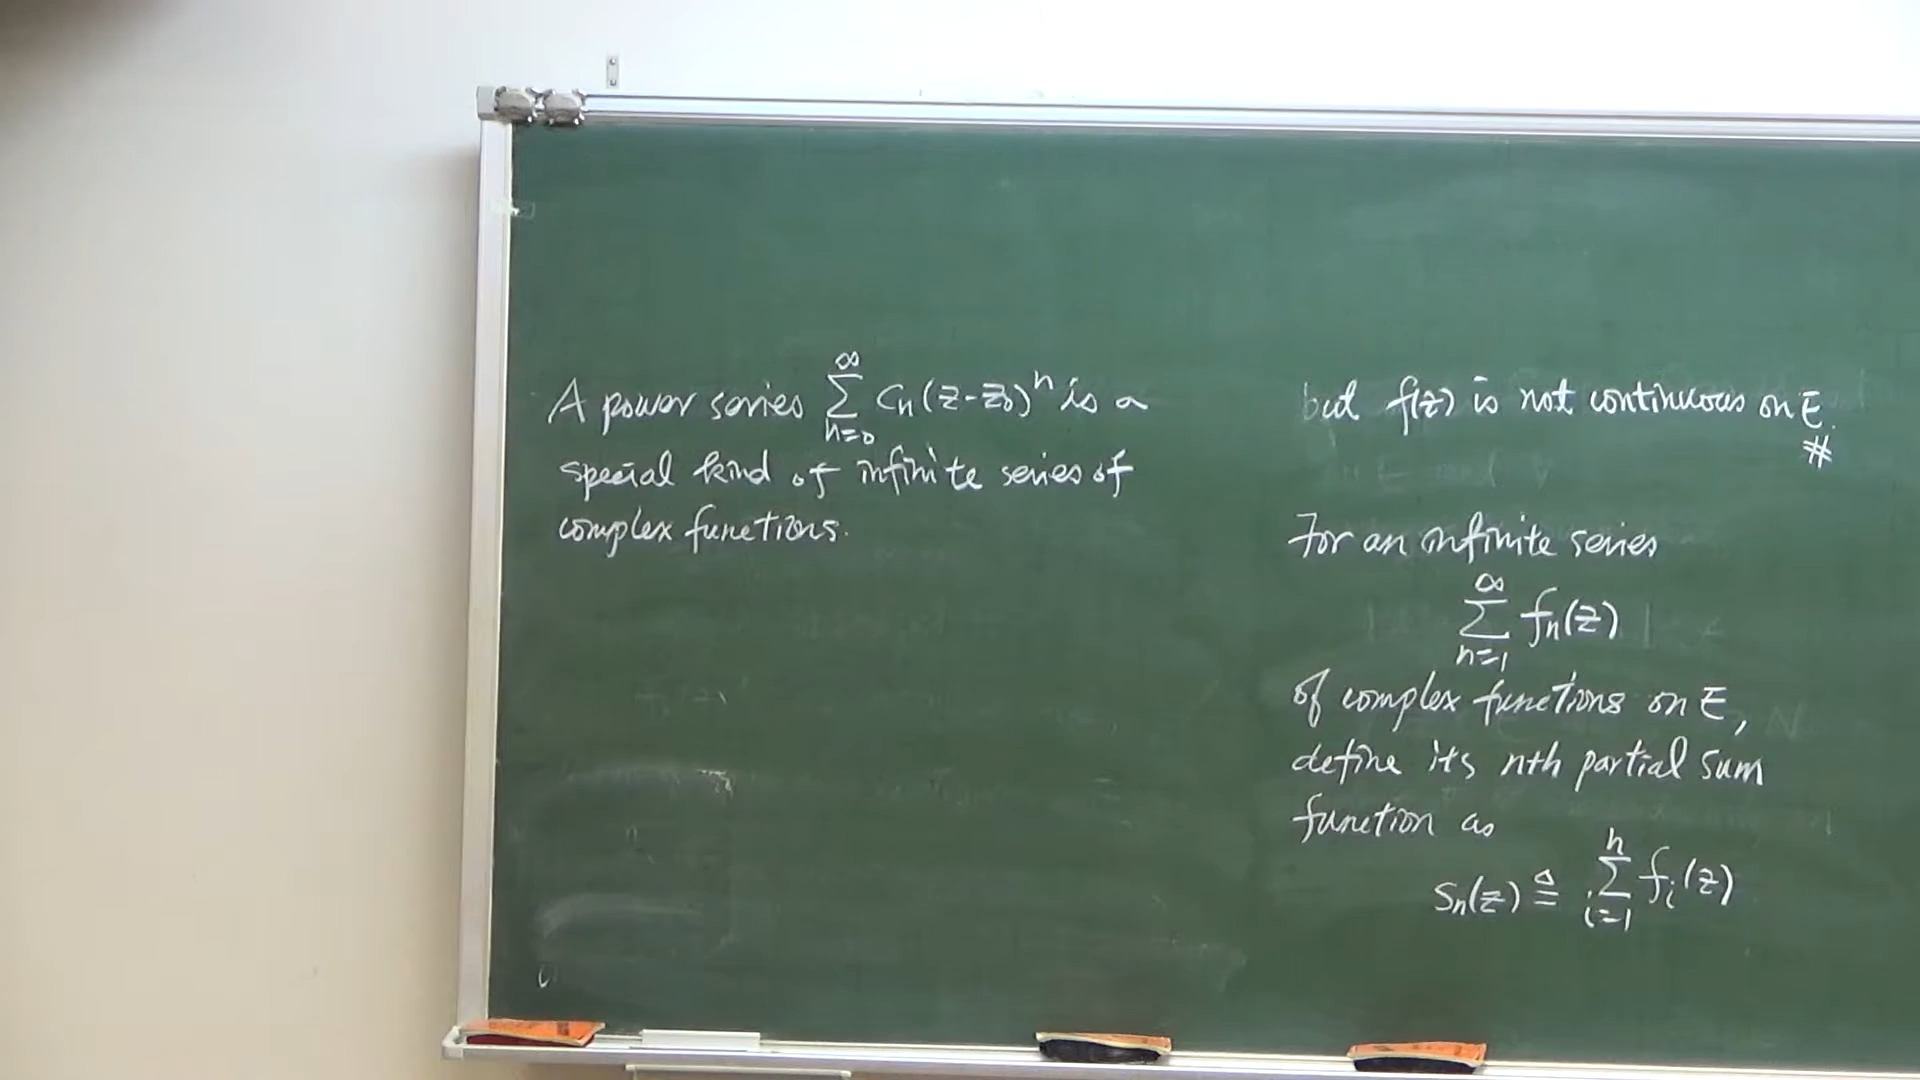 A power series $\sum_{n=0}^{\infty} c_n (z-z_0)^n$ is a
special kind of infinite series of
complex functions.
but f(z) is not continuous on E.
#
For an infinite series
$\sum_{n=1}^{\infty} f_n(z)$
of complex functions on E,
define its nth partial sum
function as
$s_n(z) \triangleq \sum_{i=1}^{n} f_i(z)$